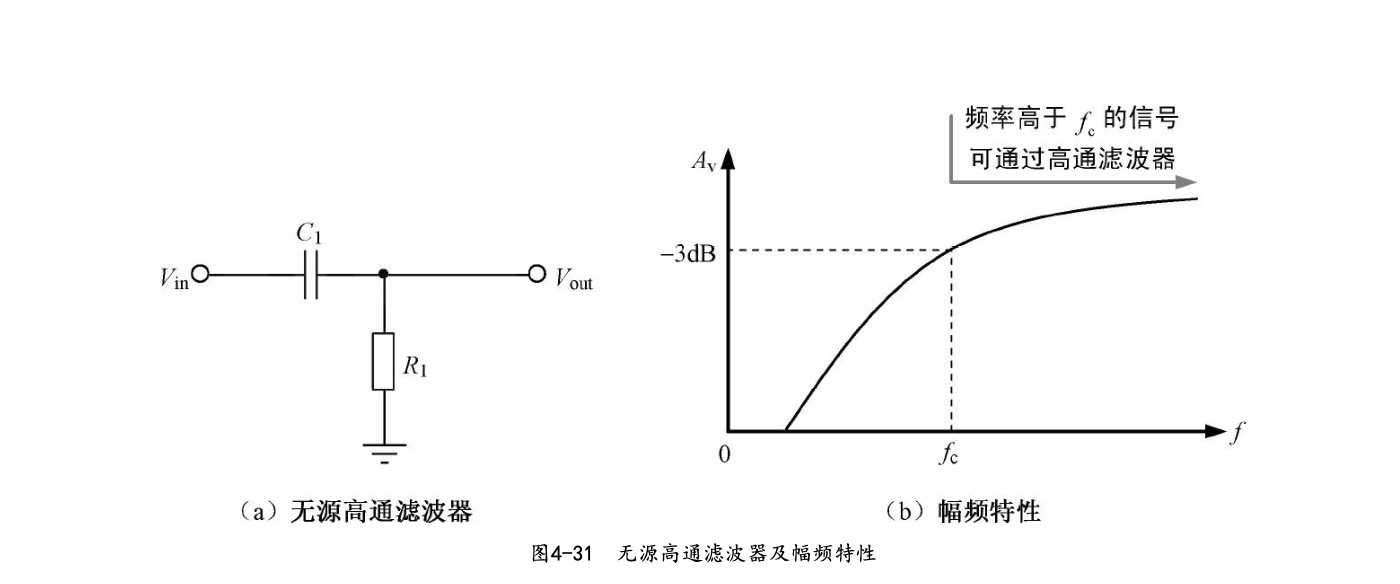 频率高于 fc 的信号
可通过高通滤波器
Av
C1
−3dB
Vin
Vout
R1
0
fc
f
（a）无源高通滤波器
（b）幅频特性
图4-31 无源高通滤波器及幅频特性